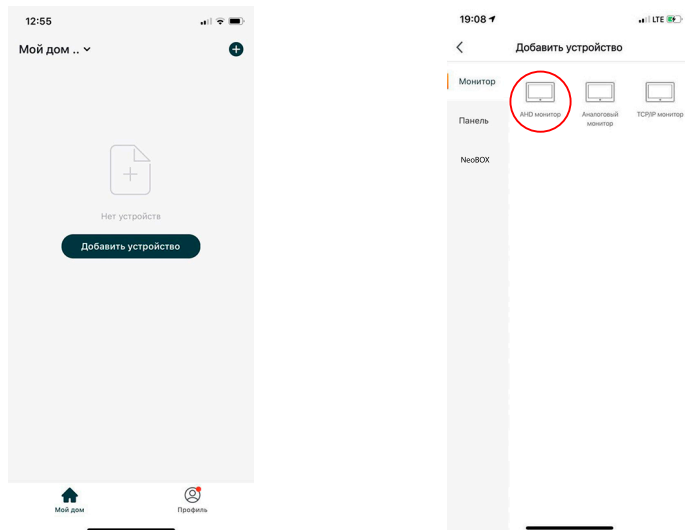 12:55
Мой дом ..
Нет устройств
Добавить устройство
Мой дом
Профиль
19:08
LTE
Добавить устройство
Монитор
Панель
NeoBOX
AHD монитор
Аналоговый
монитор
TCP/IP монитор